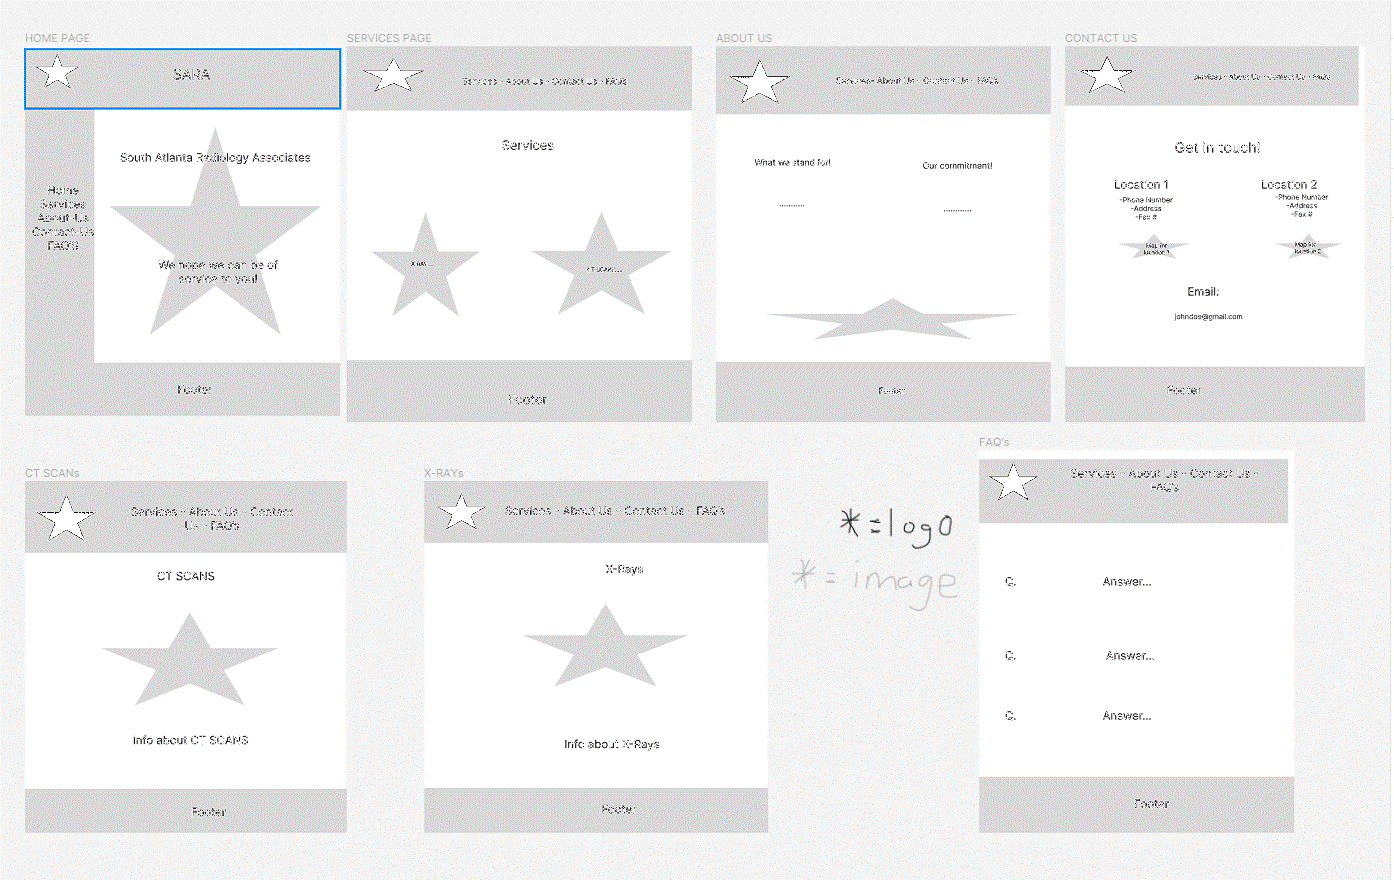 HOME PAGE
SARA
Home
Services
About Us
Contact Us
FAQ'S
South Atlanta Radiology Associates
We hope we can be of
service to you!
Footer
SERVICES PAGE
Services - About Us - Contact Us - FAQs
Services
X-Ray...
Footer
ABOUT US
Services - About Us - Contact Us - FAQs
What we stand for!
Our commitment!
............
............
Footer
CONTACT US
Services - About Us - Contact Us - FAQs
Get in touch!
Location 1
-Phone Number
-Address
-Fax #
Map for
location 1
Location 2
-Phone Number
-Address
-Fax #
Map for
location 2
Email:
johndos@gmail.com
Footer
CT SCANs
Services - About Us - Contact
Us - FAQs
CT SCANS
Info about CT SCANS
Footer
X-RAYs
Services - About Us - Contact Us - FAQs
X-Rays
Info about X-Rays
Footer
* = logo
* = image
FAQ's
Services - About Us - Contact Us -
FAQs
Q.
Answer...
Q.
Answer...
Q.
Answer...
Footer